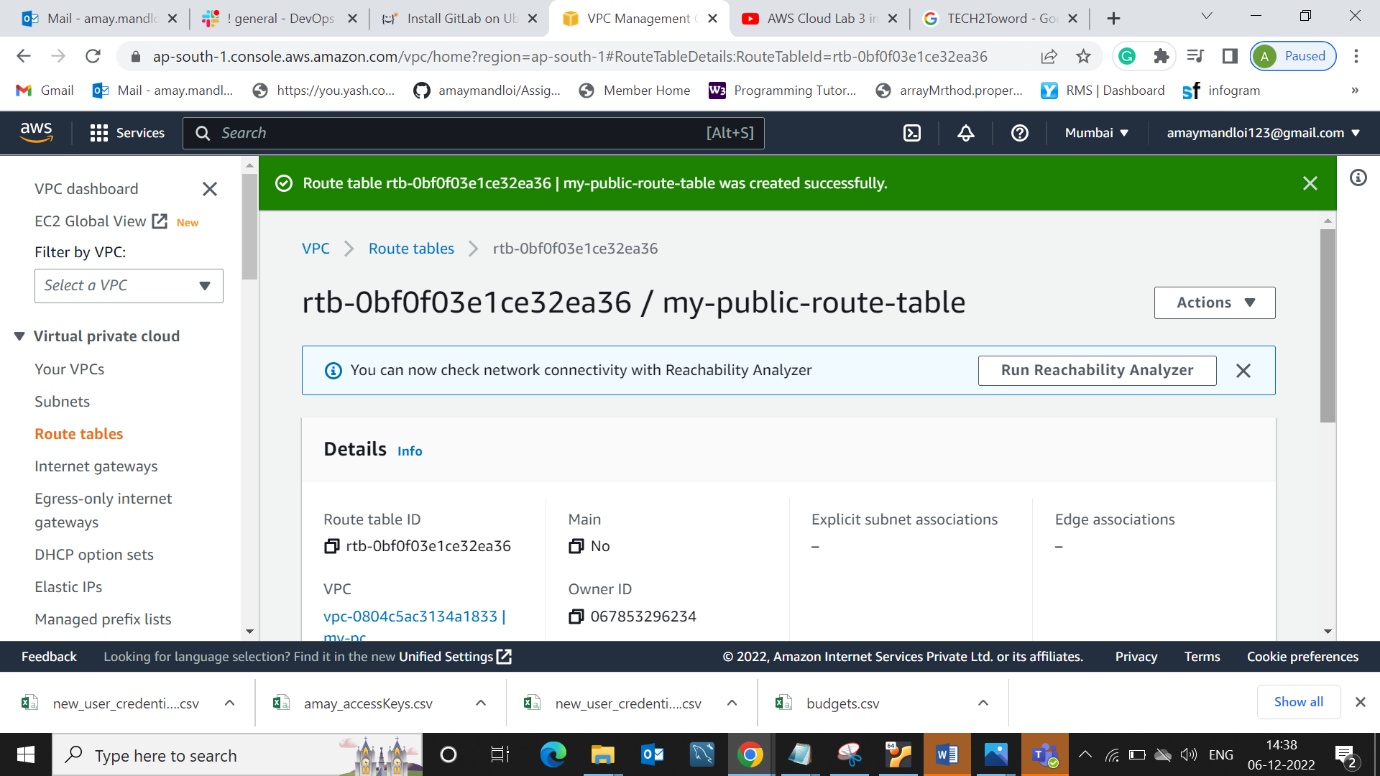 Mail - amay.mandlo
! general - DevOps
Install GitLab on Ub
VPC Management C
AWS Cloud Lab 3 in
TECH2Toword - Goo
ap-south-1.console.aws.amazon.com/vpc/home?region=ap-south-1#RouteTableDetails:RouteTableId=rtb-0bf0f03e1ce32ea36
A Paused
Gmail
Mail - amay.mandl...
https://you.yash.co...
amaymandloi/Assig...
Member Home
W3 Programming Tutor...
arrayMrthod.proper...
RMS | Dashboard
sf infogram
»
aws
Services
Search [Alt+S]
Mumbai
amaymandloi123@gmail.com
VPC dashboard
EC2 Global View New
Filter by VPC:
Select a VPC
Virtual private cloud
Your VPCs
Subnets
Route tables
Internet gateways
Egress-only internet
gateways
DHCP option sets
Elastic IPs
Managed prefix lists
Route table rtb-0bf0f03e1ce32ea36 | my-public-route-table was created successfully.
VPC > Route tables > rtb-0bf0f03e1ce32ea36
rtb-0bf0f03e1ce32ea36 / my-public-route-table
Actions
You can now check network connectivity with Reachability Analyzer
Run Reachability Analyzer
Details Info
Route table ID
rtb-0bf0f03e1ce32ea36
VPC
vpc-0804c5ac3134a1833 |
my-pc
Main
No
Owner ID
067853296234
Explicit subnet associations
–
Edge associations
–
Feedback
Looking for language selection? Find it in the new Unified Settings
© 2022, Amazon Internet Services Private Ltd. or its affiliates.
Privacy
Terms
Cookie preferences
new_user_credenti....csv
amay_accessKeys.csv
new_user_credenti....csv
budgets.csv
Show all
Type here to search
ENG
14:38
06-12-2022
2